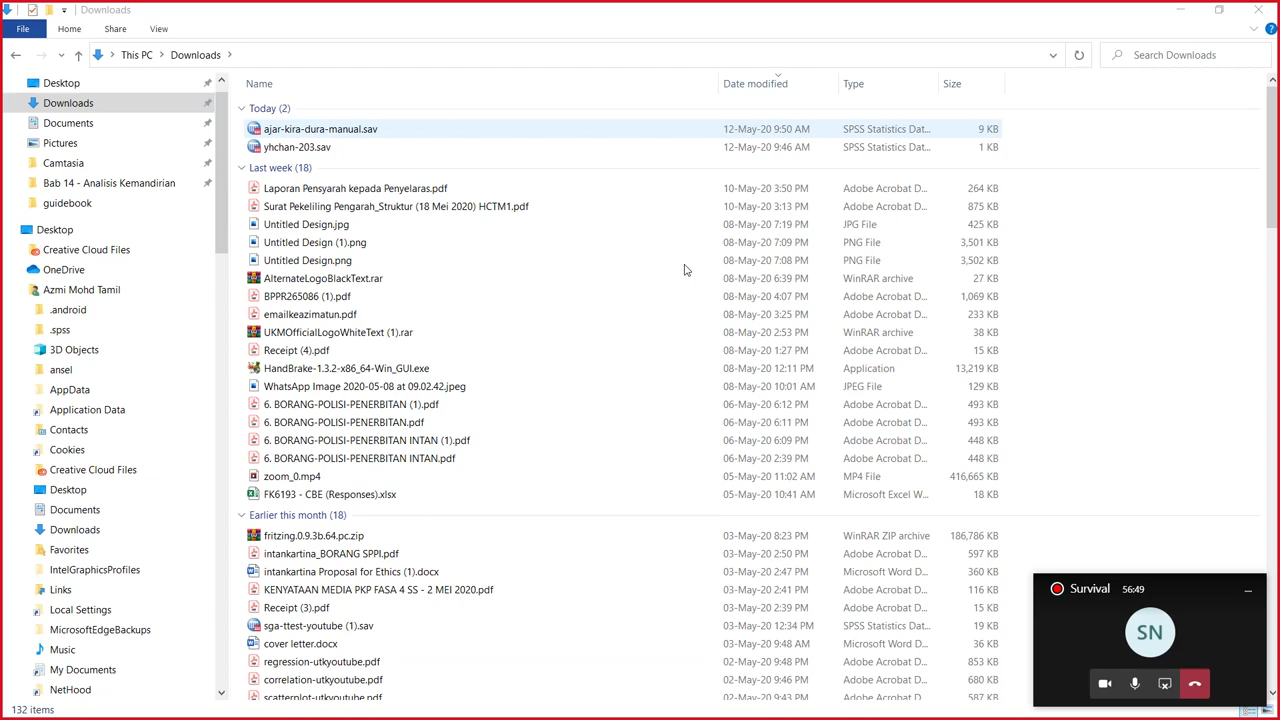 Downloads
File Home Share View
This PC Downloads Search Downloads
Name Date modified Type Size
Desktop
Downloads
Documents
Pictures
Camtasia
Bab 14 - Analisis Kemandirian
guidebook
Desktop
Creative Cloud Files
OneDrive
Azmi Mohd Tamil
.android
.spss
3D Objects
ansel
AppData
Application Data
Contacts
Cookies
Creative Cloud Files
Desktop
Documents
Downloads
Favorites
IntelGraphicsProfiles
Links
Local Settings
MicrosoftEdgeBackups
Music
My Documents
NetHood
Today (2)
ajar-kira-dura-manual.sav 12-May-20 9:50 AM SPSS Statistics Dat... 9 KB
yhchan-203.sav 12-May-20 9:46 AM SPSS Statistics Dat... 1 KB
Last week (18)
Laporan Pensyarah kepada Penyelaras.pdf 10-May-20 3:50 PM Adobe Acrobat D... 264 KB
Surat Pekeliling Pengarah_Struktur (18 Mei 2020) HCTM1.pdf 10-May-20 3:13 PM Adobe Acrobat D... 875 KB
Untitled Design.jpg 08-May-20 7:19 PM JPG File 425 KB
Untitled Design (1).png 08-May-20 7:09 PM PNG File 3,501 KB
Untitled Design.png 08-May-20 7:08 PM PNG File 3,502 KB
AlternateLogoBlackText.rar 08-May-20 6:39 PM WinRAR archive 27 KB
BPPR265086 (1).pdf 08-May-20 4:07 PM Adobe Acrobat D... 1,069 KB
emailkeazimatun.pdf 08-May-20 3:25 PM Adobe Acrobat D... 233 KB
UKMOfficialLogoWhiteText (1).rar 08-May-20 2:53 PM WinRAR archive 38 KB
Receipt (4).pdf 08-May-20 1:27 PM Adobe Acrobat D... 15 KB
HandBrake-1.3.2-x86_64-Win_GUI.exe 08-May-20 12:11 PM Application 13,219 KB
WhatsApp Image 2020-05-08 at 09.02.42.jpeg 08-May-20 10:01 AM JPEG File 129 KB
6. BORANG-POLISI-PENERBITAN (1).pdf 06-May-20 6:12 PM Adobe Acrobat D... 493 KB
6. BORANG-POLISI-PENERBITAN.pdf 06-May-20 6:11 PM Adobe Acrobat D... 493 KB
6. BORANG-POLISI-PENERBITAN INTAN (1).pdf 06-May-20 6:09 PM Adobe Acrobat D... 448 KB
6. BORANG-POLISI-PENERBITAN INTAN.pdf 06-May-20 2:39 PM Adobe Acrobat D... 448 KB
zoom_0.mp4 05-May-20 11:02 AM MP4 File 416,665 KB
FK6193 - CBE (Responses).xlsx 05-May-20 10:41 AM Microsoft Excel W... 18 KB
Earlier this month (18)
fritzing.0.9.3b.64.pc.zip 03-May-20 8:23 PM WinRAR ZIP archive 186,786 KB
intankartina_BORANG SPPI.pdf 03-May-20 2:50 PM Adobe Acrobat D... 597 KB
intankartina Proposal for Ethics (1).docx 03-May-20 2:47 PM Microsoft Word D... 360 KB
KENYATAAN MEDIA PKP FASA 4 SS - 2 MEI 2020.pdf 03-May-20 2:41 PM Adobe Acrobat D... 116 KB
Receipt (3).pdf 03-May-20 2:39 PM Adobe Acrobat D... 15 KB
sga-ttest-youtube (1).sav 03-May-20 12:34 PM SPSS Statistics Dat... 19 KB
cover letter.docx 03-May-20 9:48 AM Microsoft Word D... 36 KB
regression-utkyoutube.pdf 02-May-20 9:48 PM Adobe Acrobat D... 853 KB
correlation-utkyoutube.pdf 02-May-20 9:46 PM Adobe Acrobat D... 680 KB
scatterplot-utkyoutube.pdf 02-May-20 9:43 PM Adobe Acrobat D... 587 KB
Survival 56:49
SN
132 items